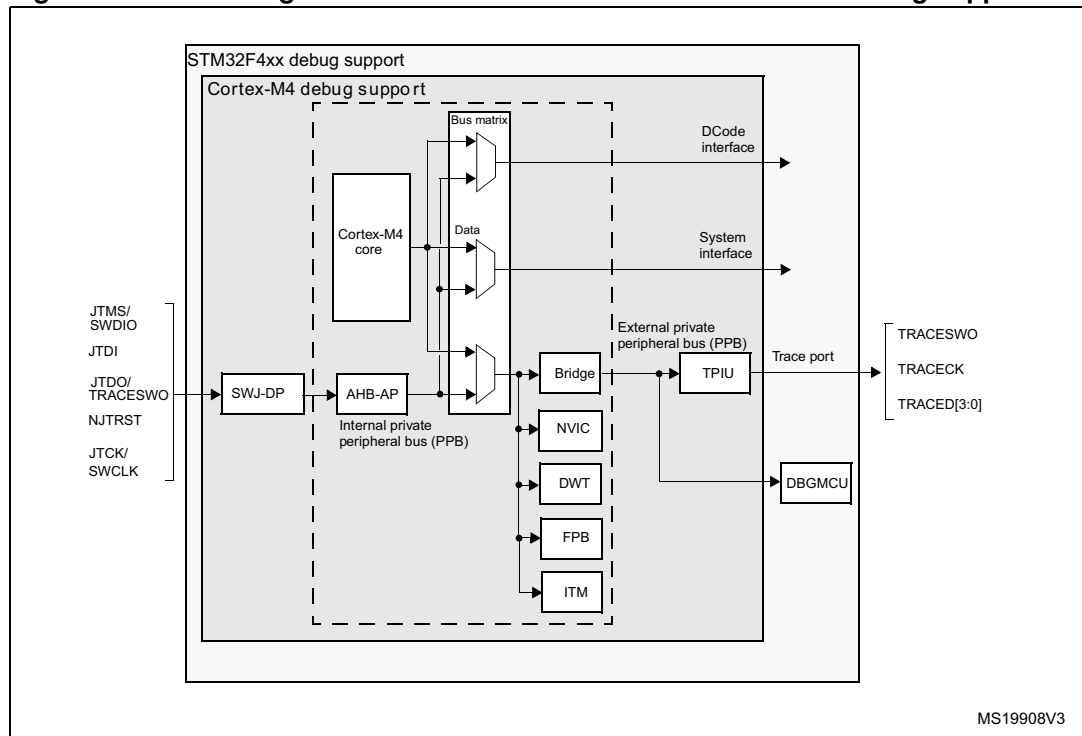 STM32F4xx debug support
Cortex-M4 debug support
Bus matrix
DCode
interface
Cortex-M4
core
Data
System
interface
JTMS/
SWDIO
JTDI
JTDO/
TRACESWO
NJTRST
JTCK/
SWCLK
SWJ-DP
AHB-AP
Internal private
peripheral bus (PPB)
External private
peripheral bus (PPB)
Bridge
NVIC
DWT
FPB
ITM
TPIU
Trace port
TRACESWO
TRACECK
TRACED[3:0]
DBGMCU
MS19908V3